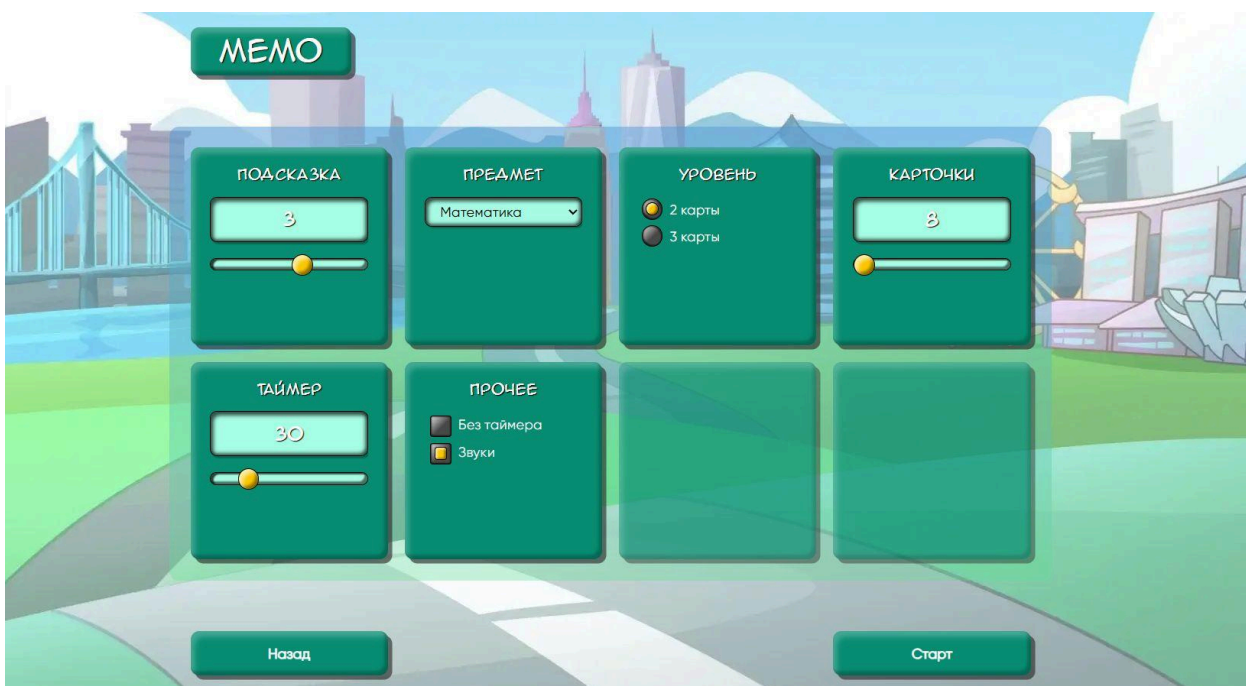 МЕМО
ПОДСКАЗКА
3
ПРЕДМЕТ
Математика
УРОВЕНЬ
2 карты
3 карты
КАРТОЧКИ
8
ТАЙМЕР
30
ПРОЧЕЕ
Без таймера
Звуки
Назад
Старт